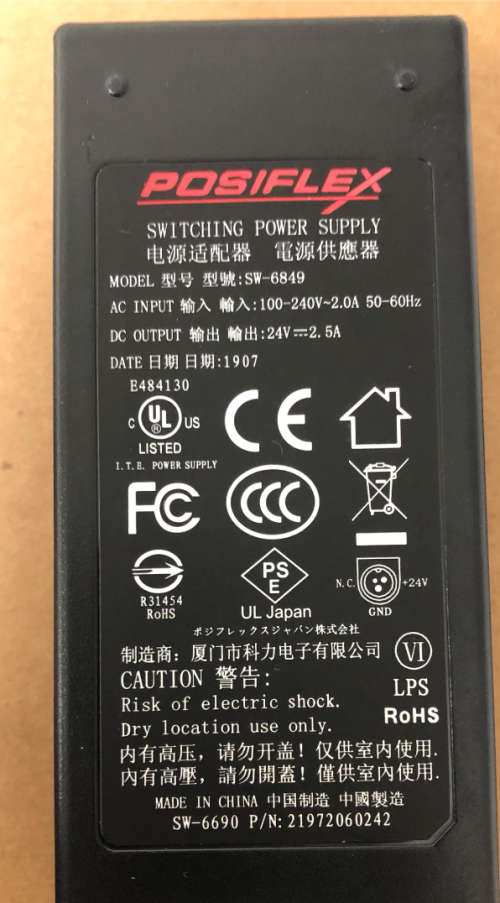 POSIFLEX
SWITCHING POWER SUPPLY
电源适配器 電源供應器
MODEL 型号 型號:SW-6849
AC INPUT 输入 輸入:100-240V~2.0A 50-60Hz
DC OUTPUT 输出 輸出:24V⎓2.5A
DATE 日期 日期:1907
E484130
C UL US
®
LISTED
I.T.E. POWER SUPPLY
CE
FC
CCC
R31454
RoHS
PS
E
UL Japan
N.C. +24V
GND
ポジフレックスジャパン株式会社
制造商: 厦门市科力电子有限公司
VI
CAUTION 警告:
LPS
Risk of electric shock.
RoHS
Dry location use only.
内有高压, 请勿开盖! 仅供室内使用.
內有高壓, 請勿開蓋! 僅供室內使用.
MADE IN CHINA 中国制造 中國製造
SW-6690 P/N: 21972060242